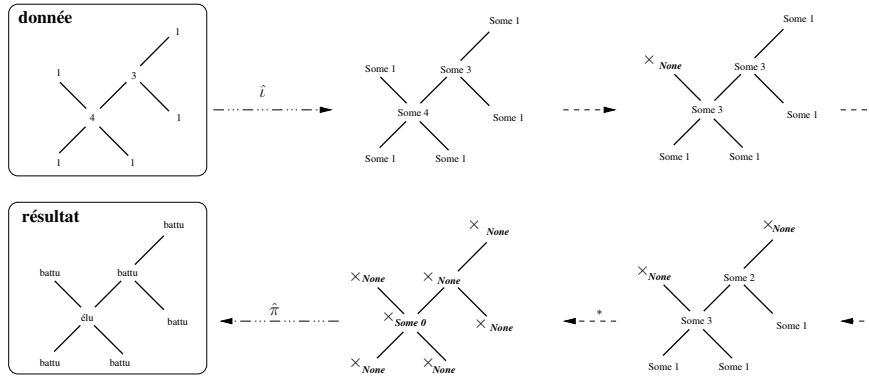 donnée
1
1
3
4
1
1
1
î
Some 1
Some 1
Some 3
Some 4
Some 1
Some 1
Some 1
Some 1
× None
Some 3
Some 3
Some 1
Some 1
Some 1
résultat
battu
battu
battu
élu
battu
battu
battu
π̂
× None
× None
× None
× Some 0
× None
× None
× None
*
× None
× None
Some 2
Some 3
Some 1
Some 1
Some 1